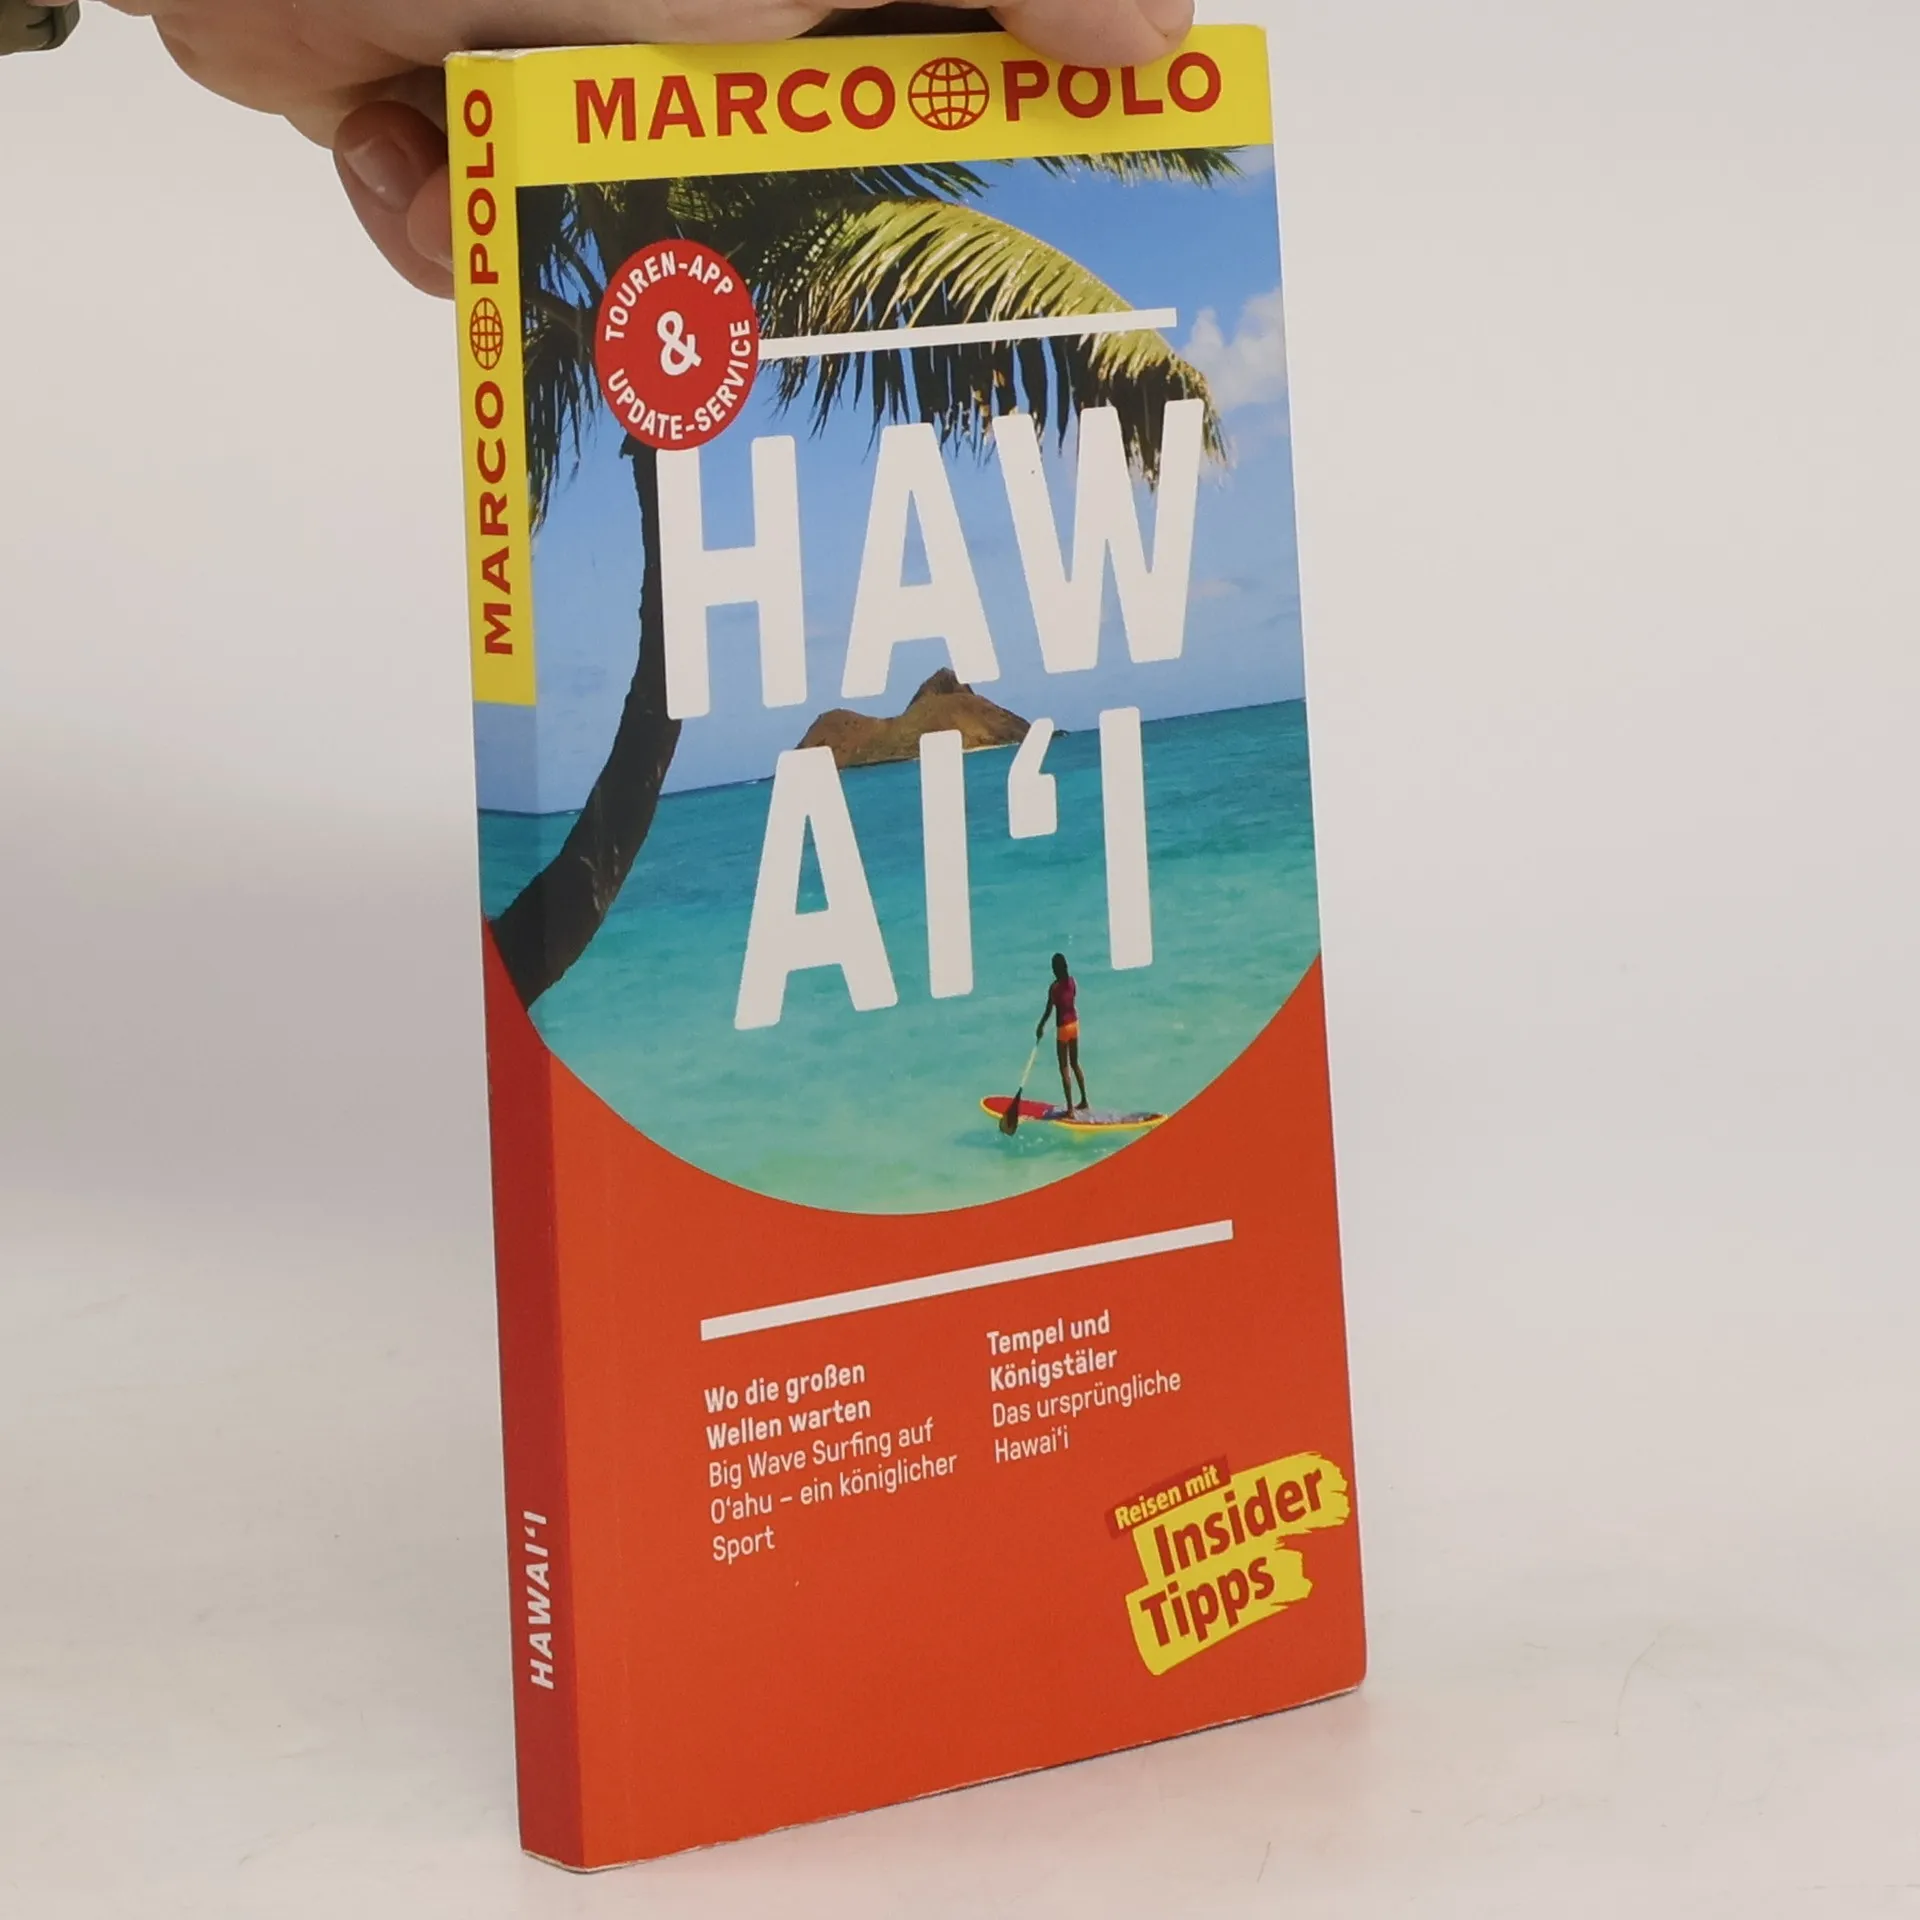 MARCO POLO
MARCO POLO
TOUREN-APP
&
UPDATE-SERVICE
HAW
AI‘I
Wo die großen
Wellen warten
Big Wave Surfing auf
O‘ahu – ein königlicher
Sport
Tempel und
Königstäler
Das ursprüngliche
Hawai‘i
Reisen mit
Insider
Tipps
HAWAI‘I